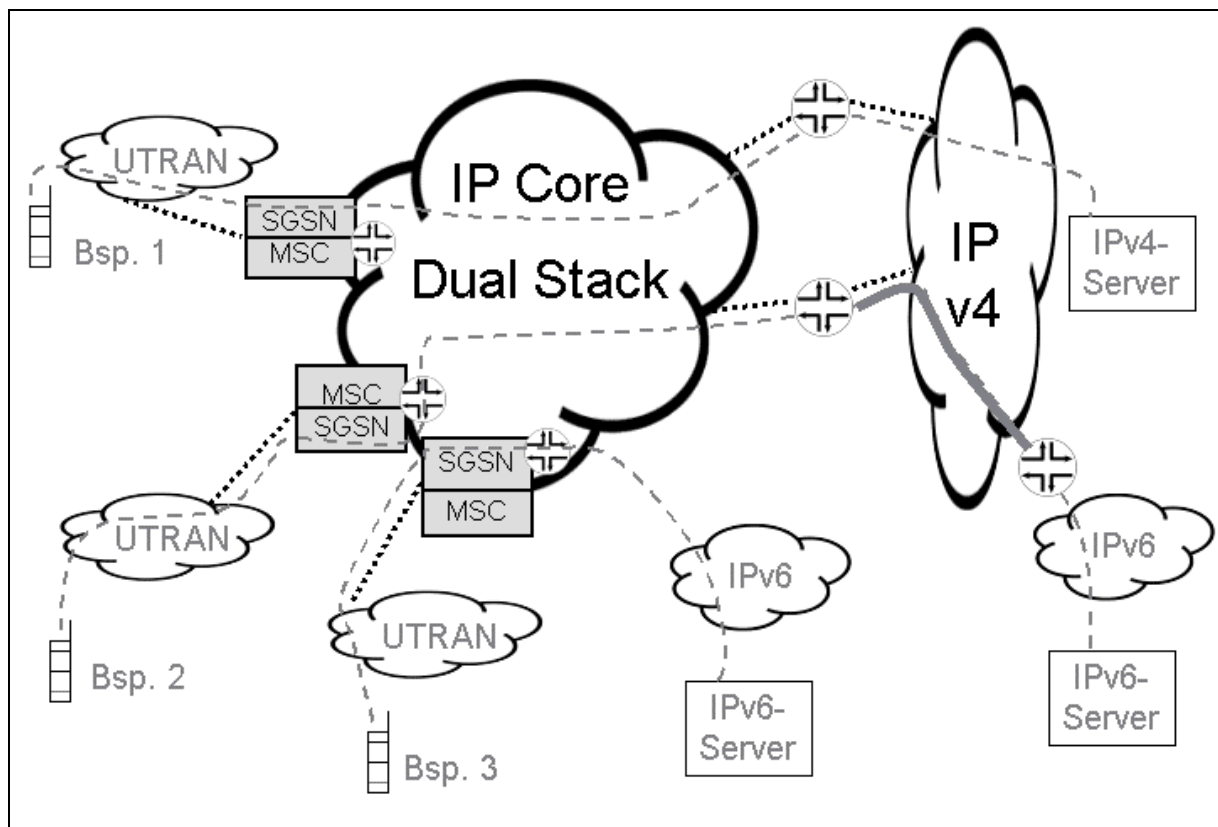 UTRAN
Bsp. 1
SGSN
MSC
IP Core
Dual Stack
IP
v4
IPv4-
Server
MSC
SGSN
SGSN
MSC
UTRAN
Bsp. 2
UTRAN
Bsp. 3
IPv6
IPv6-
Server
IPv6
IPv6-
Server